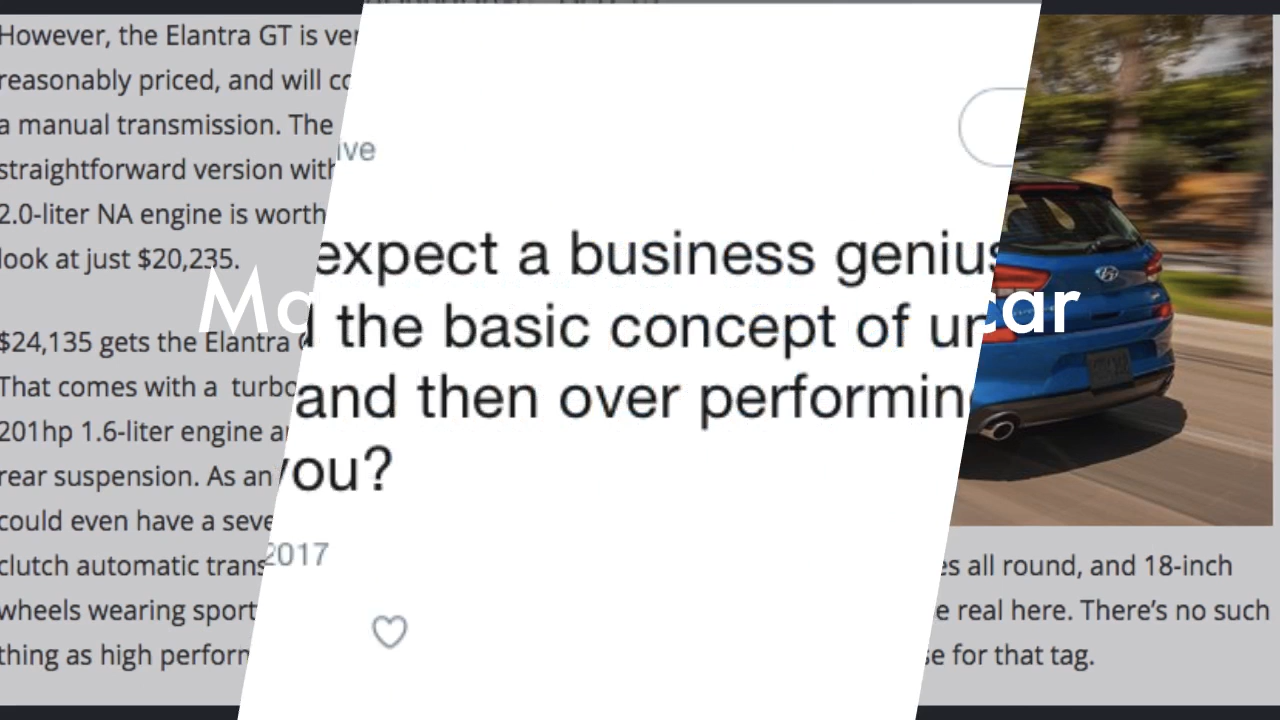 However, the Elantra GT is ver
reasonably priced, and will co
a manual transmission. The
straightforward version with
2.0-liter NA engine is worth
look at just $20,235.
$24,135 gets the Elantra
That comes with a turbo
201hp 1.6-liter engine a
rear suspension. As an
could even have a seve
clutch automatic trans
wheels wearing sport
thing as high perform
ive
expect a business genius
the basic concept of un
and then over performing
you?
2017
Ma
car
es all round, and 18-inch
e real here. There’s no such
se for that tag.